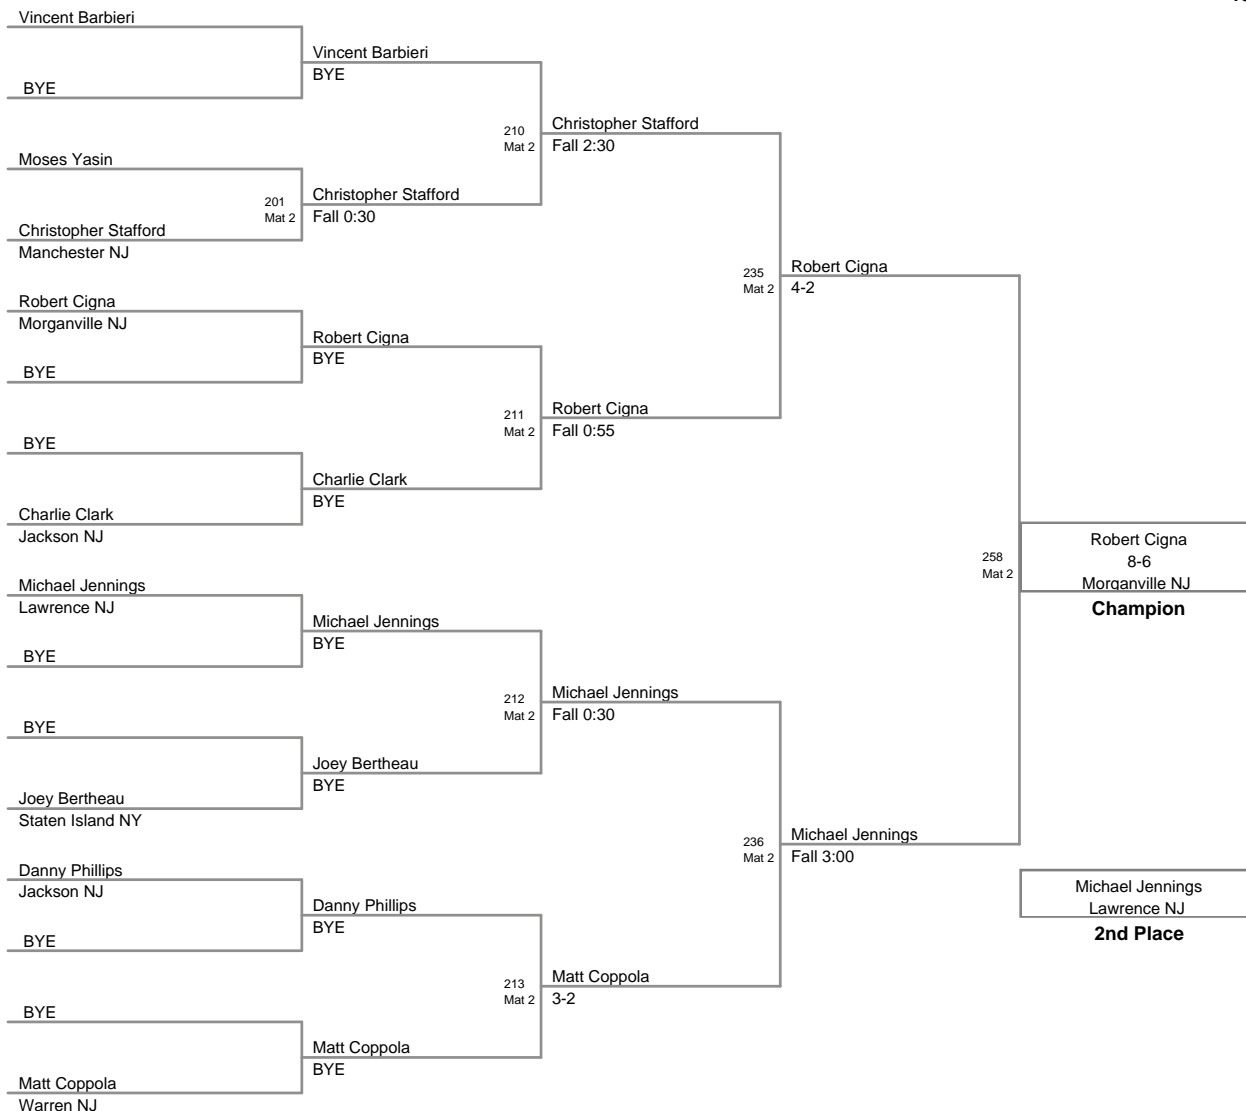 Vincent Barbieri
BYE
Moses Yasin
Christopher Stafford
Manchester NJ
Robert Cigna
Morganville NJ
BYE
BYE
Charlie Clark
Jackson NJ
Michael Jennings
Lawrence NJ
BYE
BYE
Joey Bertheau
Staten Island NY
Danny Phillips
Jackson NJ
BYE
BYE
Matt Coppola
Warren NJ
Vincent Barbieri
BYE
201
Mat 2
Christopher Stafford
Fall 0:30
Robert Cigna
BYE
Charlie Clark
BYE
Michael Jennings
BYE
Joey Bertheau
BYE
Danny Phillips
BYE
Matt Coppola
BYE
210
Mat 2
Christopher Stafford
Fall 2:30
211
Mat 2
Robert Cigna
Fall 0:55
212
Mat 2
Michael Jennings
Fall 0:30
213
Mat 2
Matt Coppola
3-2
235
Mat 2
Robert Cigna
4-2
236
Mat 2
Michael Jennings
Fall 3:00
258
Mat 2
Robert Cigna
8-6
Morganville NJ
Champion
Michael Jennings
Lawrence NJ
2nd Place